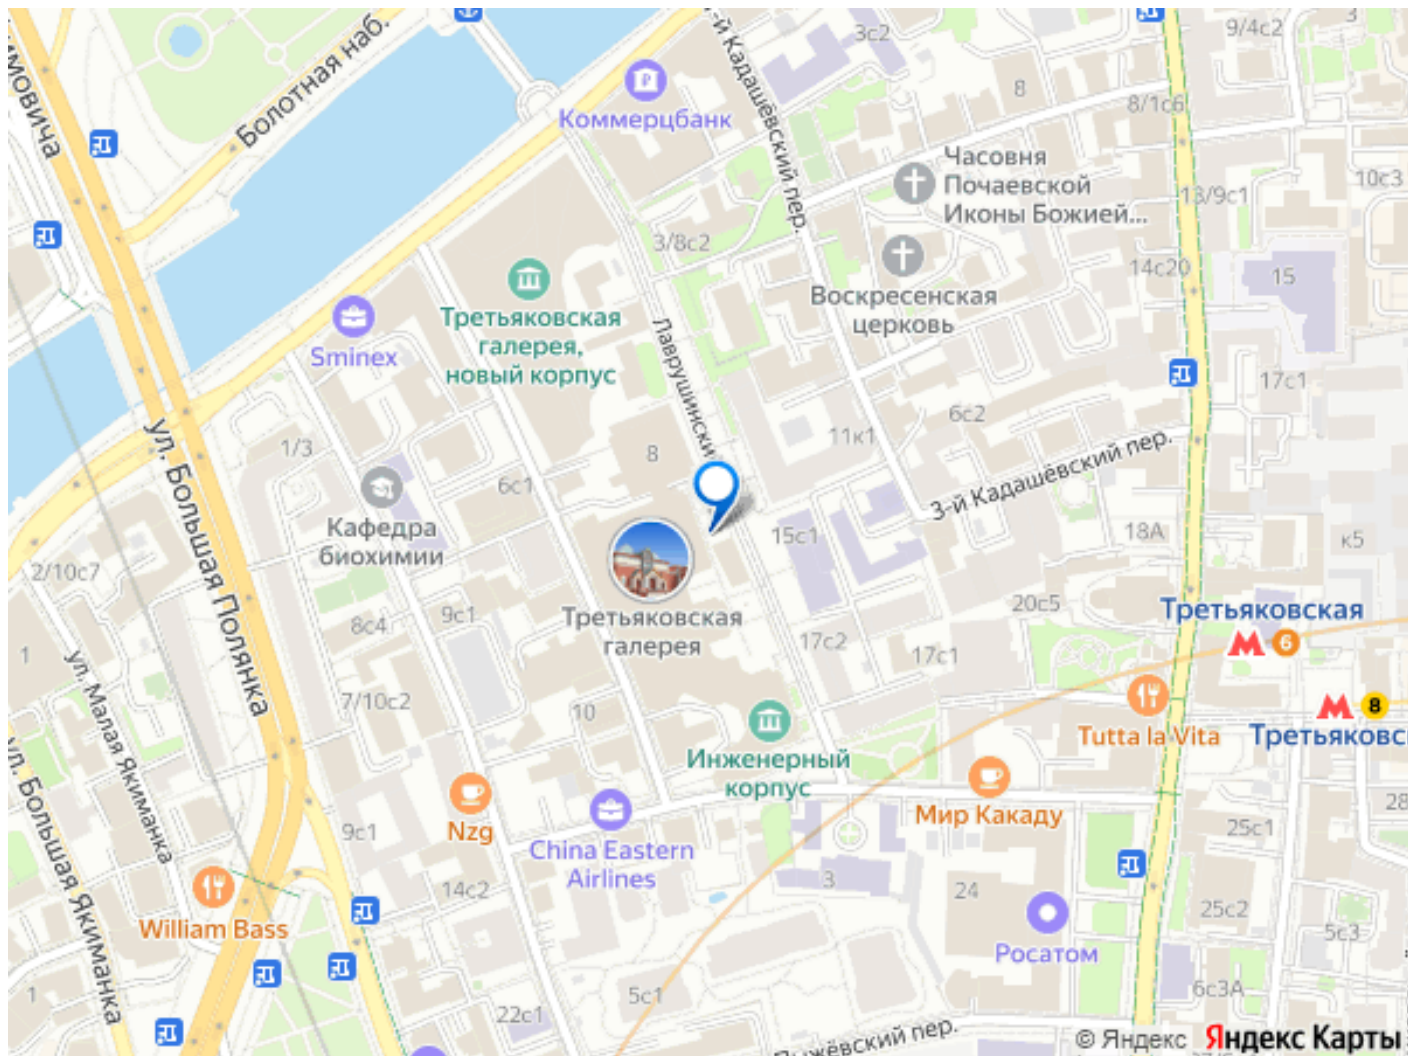 Болотная наб.
Коммерцбанк
3с2
9/4с2
3
8
8/1с6
Часовня
Почаевской
Иконы Божией...
10с3
13/9с1
3/8с2
14с20
15
Воскресенская
церковь
Третьяковская
галерея,
новый корпус
Sminex
17с1
6с2
11к1
1/3
8
6с1
3-й Кадашёвский пер.
ул. Большая Полянка
Кафедра
биохимии
15с1
18А
к5
2/10с7
9с1
8с4
20с5
Третьяковская
6
Третьяковская
галерея
17с2
17с1
1
ул. Малая Якиманка
7/10с2
10
8
Tutta la Vita
Инженерный
корпус
Мир Какаду
Nzg
China Eastern
Airlines
9с1
28
25с1
ул. Большая Якиманка
William Bass
14с2
3
24
25с2
5с3
Росатом
1
5с1
22с1
6с3А
© Яндекс
Яндекс Карты